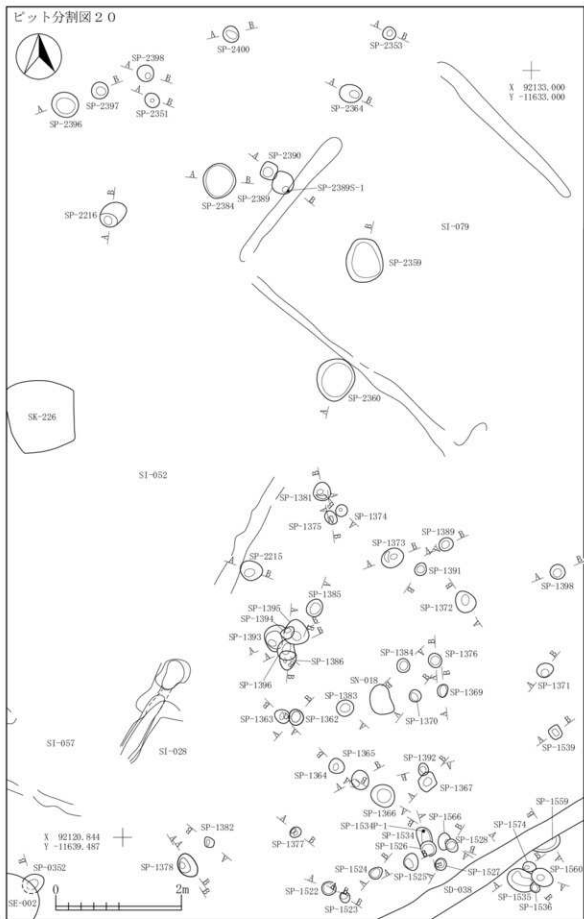 ピット分割図20
SP-2400
SP-2353
SP-2398
SP-2397
SP-2351
SP-2396
SP-2364
X 92133.000
Y -11633.000
SP-2390
SP-2389
SP-2389S-1
SP-2384
SP-2216
SI-079
SP-2359
SP-2360
SK-226
SI-052
SP-1381
SP-1374
SP-1375
SP-1389
SP-1373
SP-1391
SP-2215
SP-1398
SP-1385
SP-1372
SP-1395
SP-1394
SP-1393
SP-1386
SP-1396
SP-1384
SP-1376
SP-1371
SN-018
SP-1369
SP-1383
SP-1370
SP-1363
SP-1362
SP-1539
SI-057
SI-028
SP-1365
SP-1364
SP-1392
SP-1367
SP-1366
X 92120.844
Y -11639.487
SP-1382
SP-1377
SP-1534P-1
SP-1534
SP-1526
SP-1566
SP-1528
SP-1574
SP-1559
SP-1378
SP-0352
SE-002
0
2m
SP-1524
SP-1525
SP-1527
SD-038
SP-1522
SP-1523
SP-1535
SP-1536
SP-1560
A
B